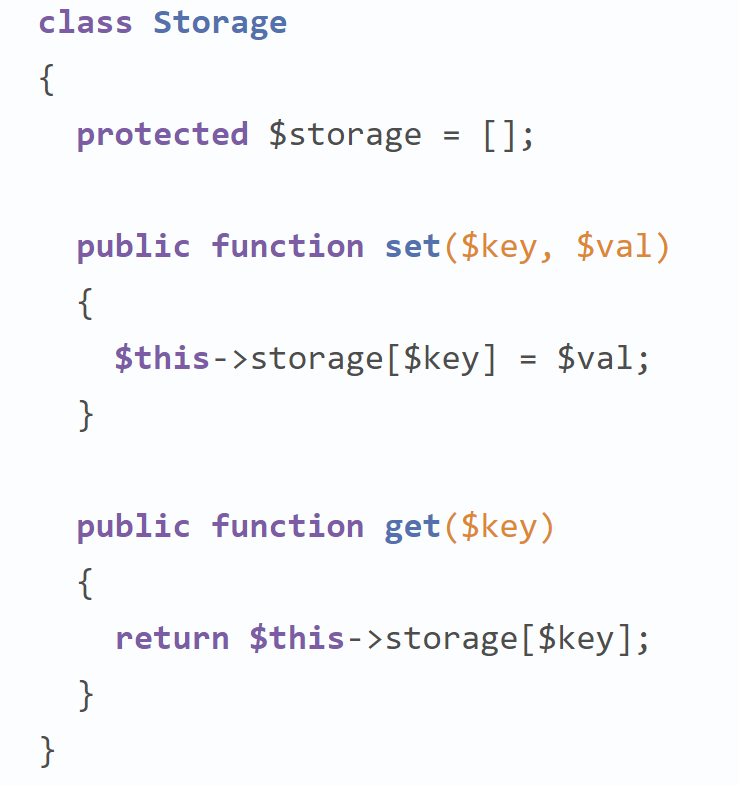 class Storage
{
  protected $storage = [];

  public function set($key, $val)
  {
    $this->storage[$key] = $val;
  }

  public function get($key)
  {
    return $this->storage[$key];
  }
}